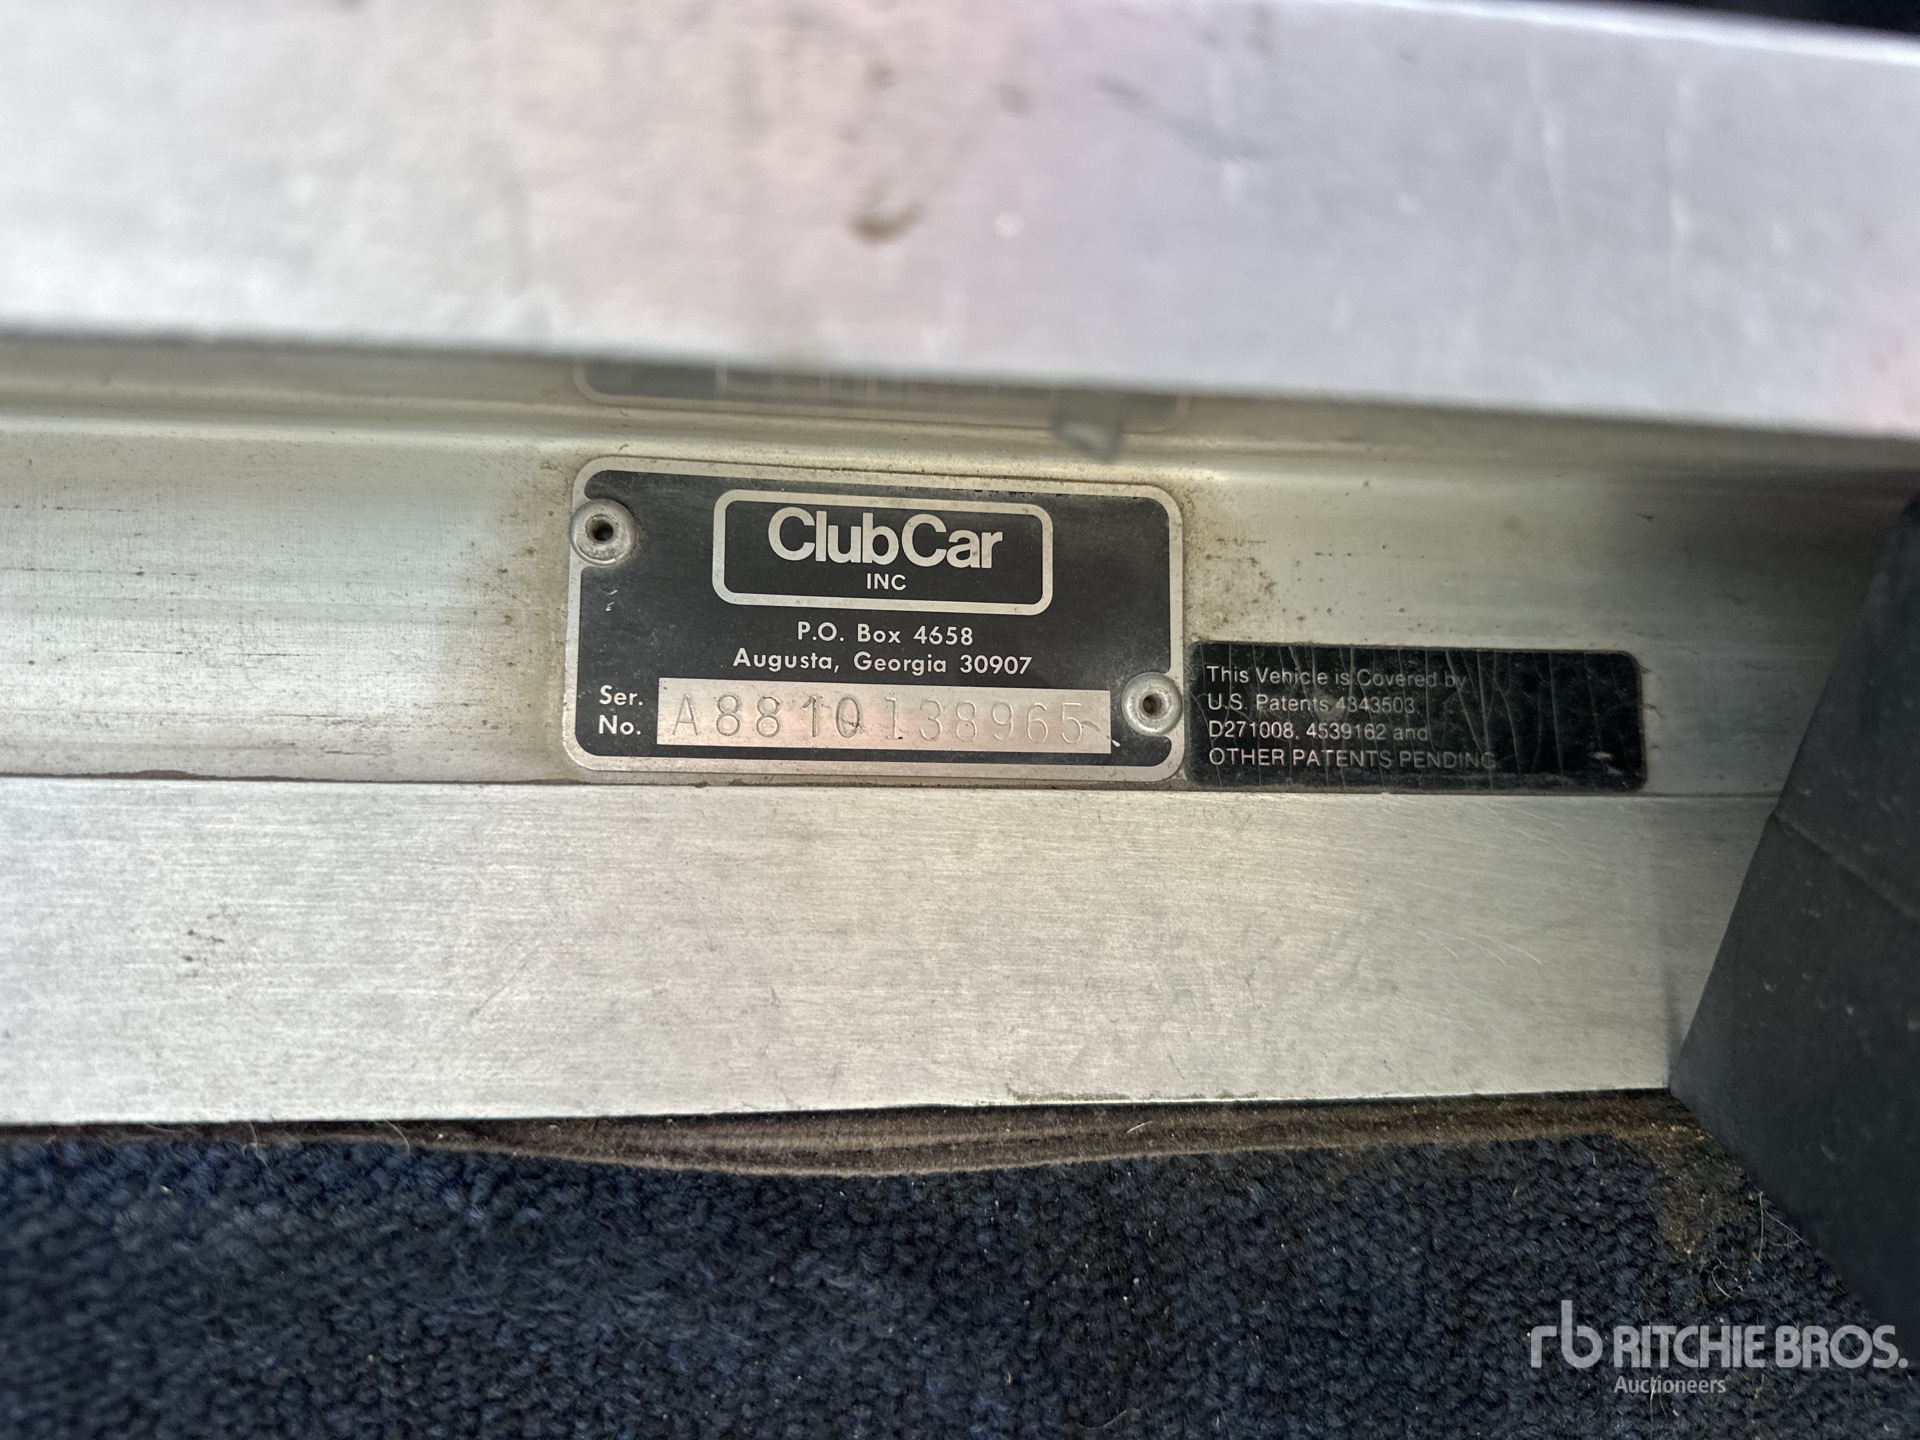 ClubCar
INC
P.O. Box 4658
Augusta, Georgia 30907
Ser. No. A8810138965
This Vehicle is Covered by
U.S. Patents 4343503
D271008, 4539162 and
OTHER PATENTS PENDING
rb RITCHIE BROS.
Auctioneers